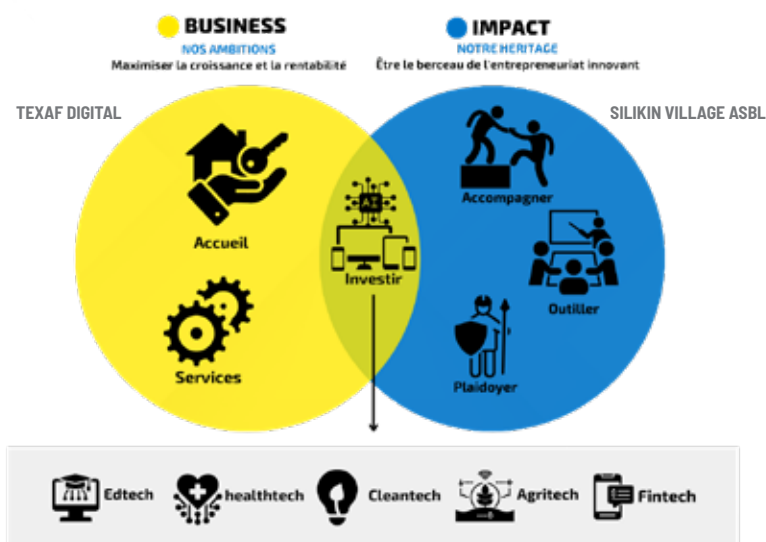 BUSINESS
NOS AMBITIONS
Maximiser la croissance et la rentabilité
IMPACT
NOTRE HERITAGE
Être le berceau de l'entrepreneuriat innovant
TEXAF DIGITAL
SILIKIN VILLAGE ASBL
Accueil
Services
AI
Investir
Accompagner
Outiller
Plaidoyer
Edtech
healthtech
Cleantech
Agritech
Fintech